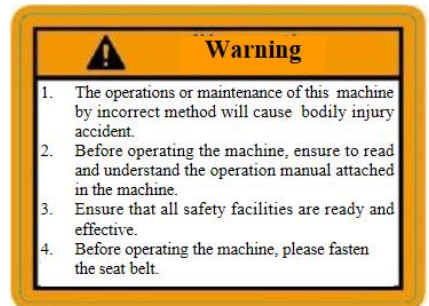 Warning
1. The operations or maintenance of this machine
by incorrect method will cause bodily injury
accident.
2. Before operating the machine, ensure to read
and understand the operation manual attached
in the machine.
3. Ensure that all safety facilities are ready and
effective.
4. Before operating the machine, please fasten
the seat belt.